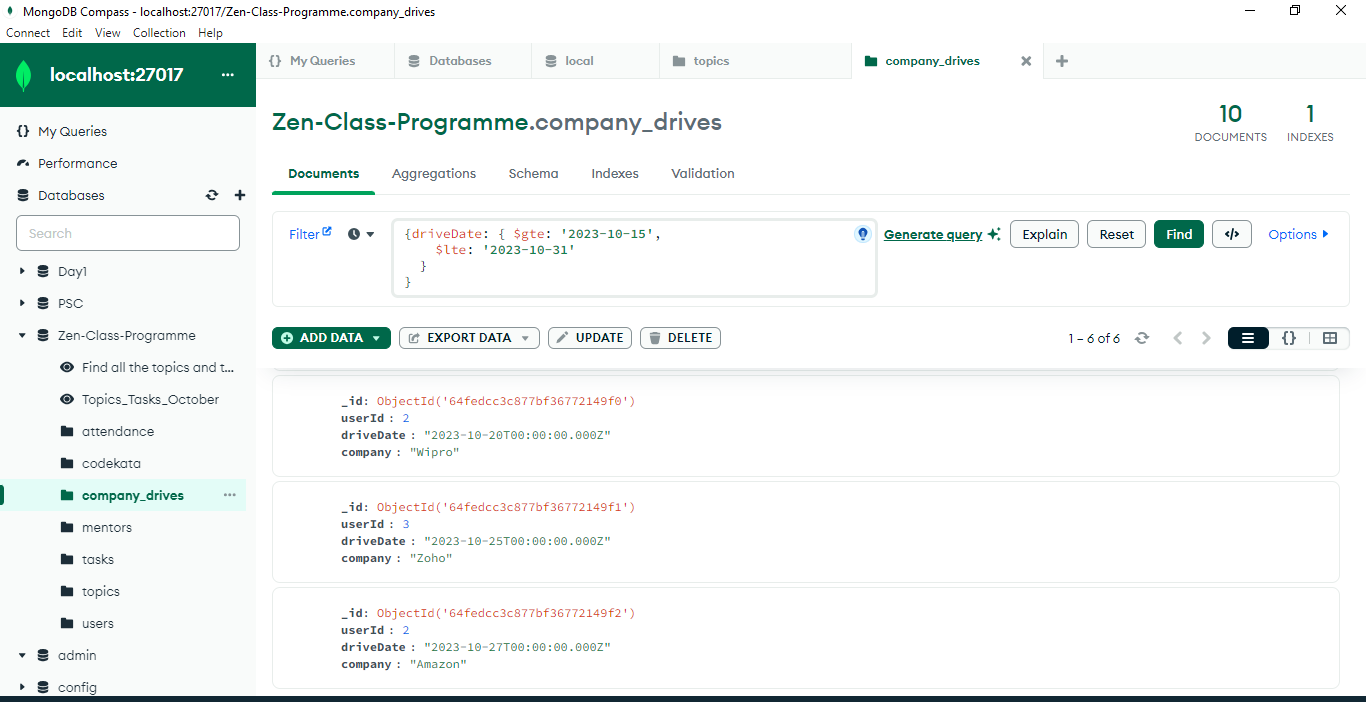 MongoDB Compass - localhost:27017/Zen-Class-Programme.company_drives
Connect Edit View Collection Help
localhost:27017 ...
{} My Queries
Performance
Databases
Search
Day1
PSC
Zen-Class-Programme
Find all the topics and t...
Topics_Tasks_October
attendance
codekata
company_drives ...
mentors
tasks
topics
users
admin
config
{} My Queries Databases local topics company_drives
Zen-Class-Programme.company_drives
10 1
DOCUMENTS INDEXES
Documents Aggregations Schema Indexes Validation
Filter
{driveDate: { $gte: '2023-10-15',
$lte: '2023-10-31'
}
}
Generate query Explain Reset Find </> Options
ADD DATA EXPORT DATA UPDATE DELETE
1 – 6 of 6 {}
_id: ObjectId('64fedcc3c877bf36772149f0')
userId : 2
driveDate : "2023-10-20T00:00:00.000Z"
company : "Wipro"
_id: ObjectId('64fedcc3c877bf36772149f1')
userId : 3
driveDate : "2023-10-25T00:00:00.000Z"
company : "Zoho"
_id: ObjectId('64fedcc3c877bf36772149f2')
userId : 2
driveDate : "2023-10-27T00:00:00.000Z"
company : "Amazon"